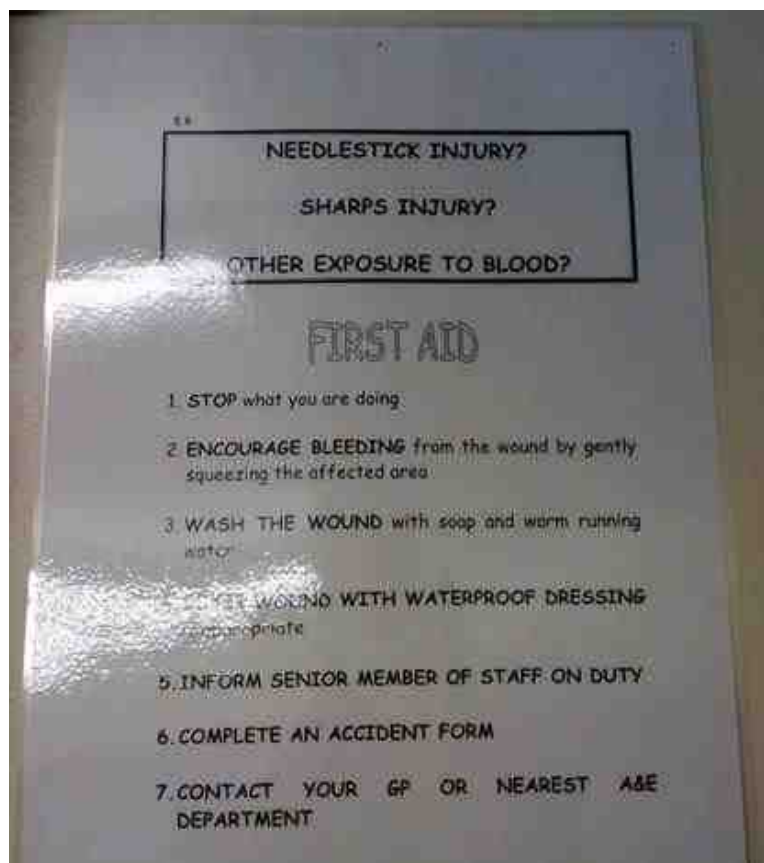 NEEDLESTICK INJURY?
SHARPS INJURY?
OTHER EXPOSURE TO BLOOD?
FIRST AID
1. STOP what you are doing
2. ENCOURAGE BLEEDING from the wound by gently
squeezing the affected area
3. WASH THE WOUND with soap and warm running
water
WOUND WITH WATERPROOF DRESSING
appropriate
5. INFORM SENIOR MEMBER OF STAFF ON DUTY
6. COMPLETE AN ACCIDENT FORM
7. CONTACT YOUR GP OR NEAREST A&E
DEPARTMENT